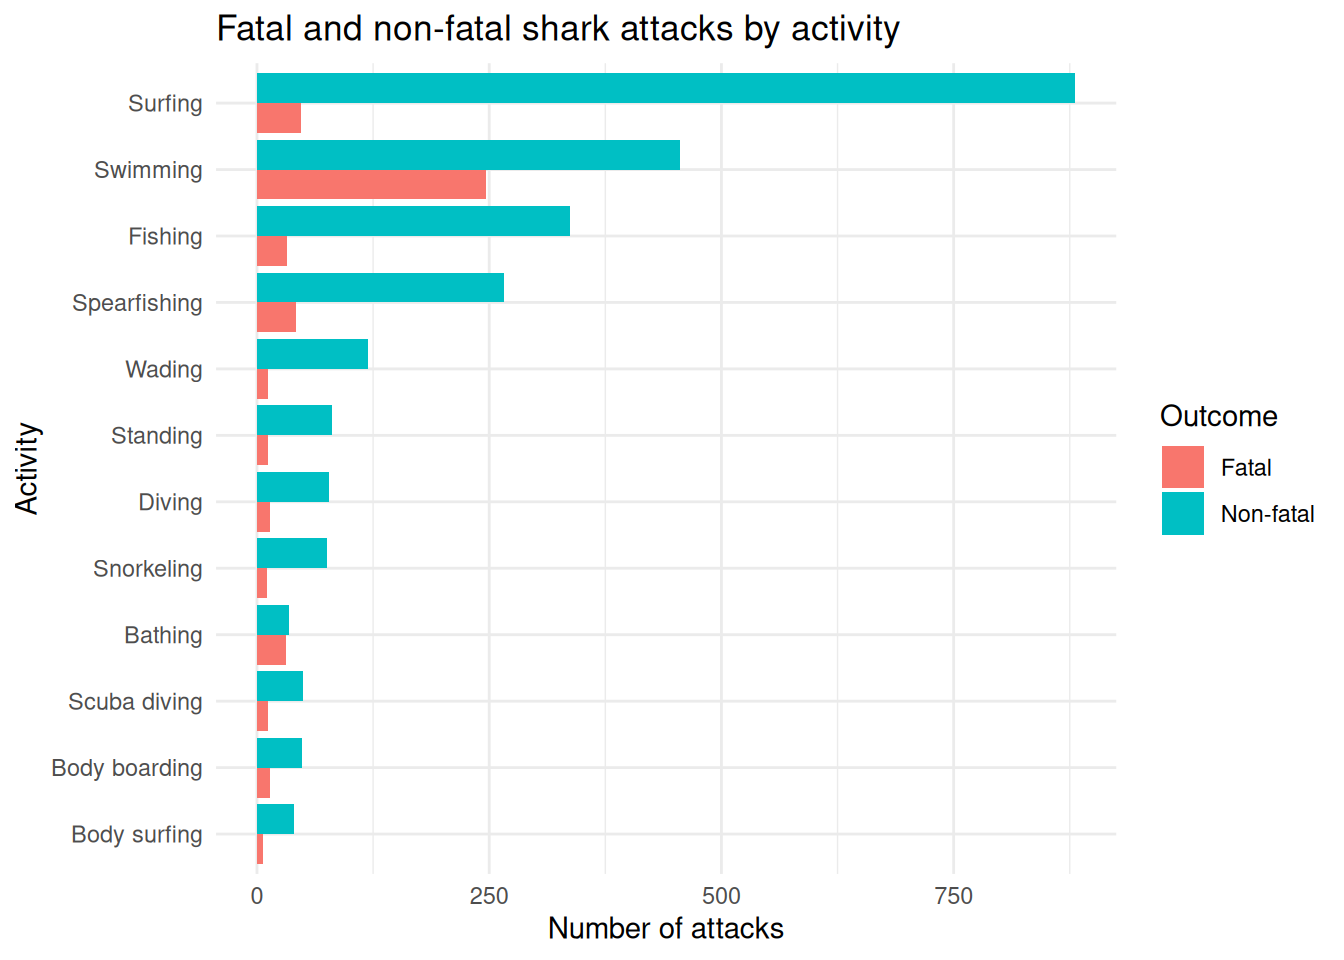 Fatal and non-fatal shark attacks by activity
Surfing
Swimming
Fishing
Spearfishing
Wading
Standing
Diving
Snorkeling
Bathing
Scuba diving
Body boarding
Body surfing
Activity
0 250 500 750
Number of attacks
Outcome
Fatal
Non-fatal